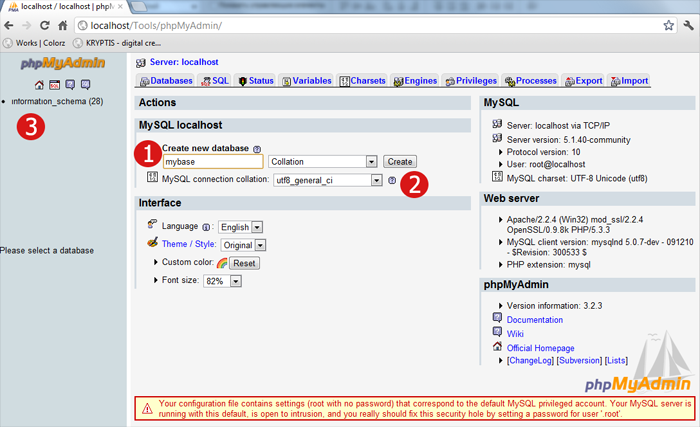 localhost / localhost | phpMy
localhost
localhost/Tools/phpMyAdmin/
Works | Colorz
KRYPTIS - digital cre...
phpMyAdmin
information_schema (28)
3
Please select a database
Server: localhost
Databases SQL Status Variables Charsets Engines Privileges Processes Export Import
Actions
MySQL localhost
1
Create new database
mybase Collation Create
MySQL connection collation: utf8_general_ci
2
Interface
Language : English
Theme / Style: Original
Custom color: Reset
Font size: 82%
MySQL
Server: localhost via TCP/IP
Server version: 5.1.40-community
Protocol version: 10
User: root@localhost
MySQL charset: UTF-8 Unicode (utf8)
Web server
Apache/2.2.4 (Win32) mod_ssl/2.2.4
OpenSSL/0.9.8k PHP/5.3.3
MySQL client version: mysqlnd 5.0.7-dev - 091210
- $Revision: 300533 $
PHP extension: mysql
phpMyAdmin
Version information: 3.2.3
Documentation
Wiki
Official Homepage
[ChangeLog] [Subversion] [Lists]
phpMyAdmin
Your configuration file contains settings (root with no password) that correspond to the default MySQL privileged account. Your MySQL server is
running with this default, is open to intrusion, and you really should fix this security hole by setting a password for user '.root'.